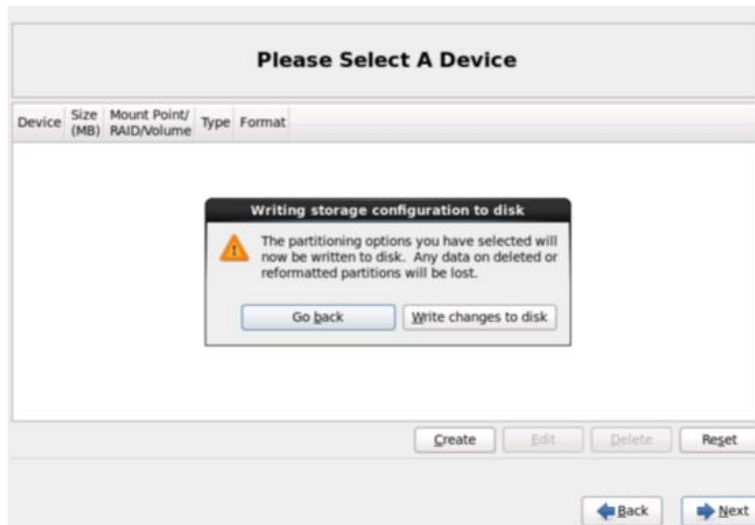 Please Select A Device
Device Size (MB) Mount Point/ RAID/Volume Type Format
Writing storage configuration to disk
The partitioning options you have selected will
now be written to disk. Any data on deleted or
reformatted partitions will be lost.
Go back Write changes to disk
Create Edit Delete Reset
Back Next